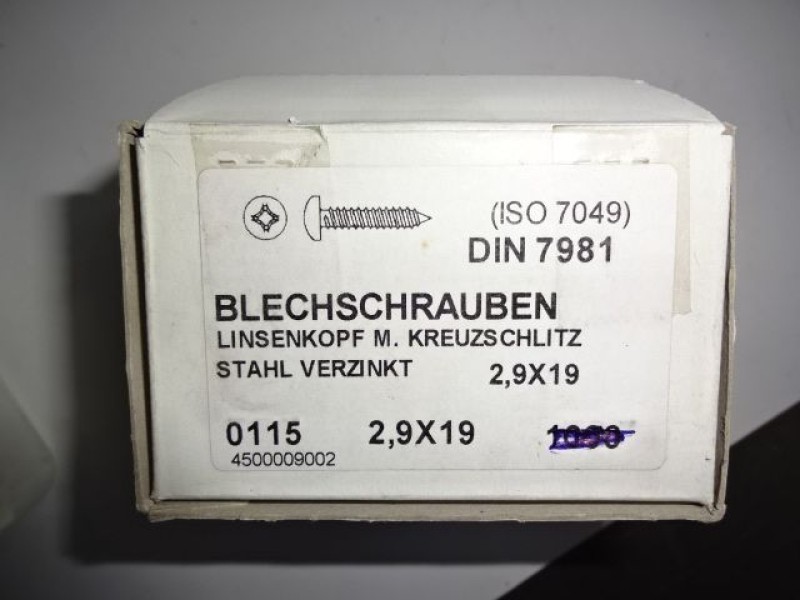 (ISO 7049)
DIN 7981
BLECHSCHRAUBEN
LINSENKOPF M. KREUZSCHLITZ
STAHL VERZINKT 2,9X19
0115 2,9X19
4500009002